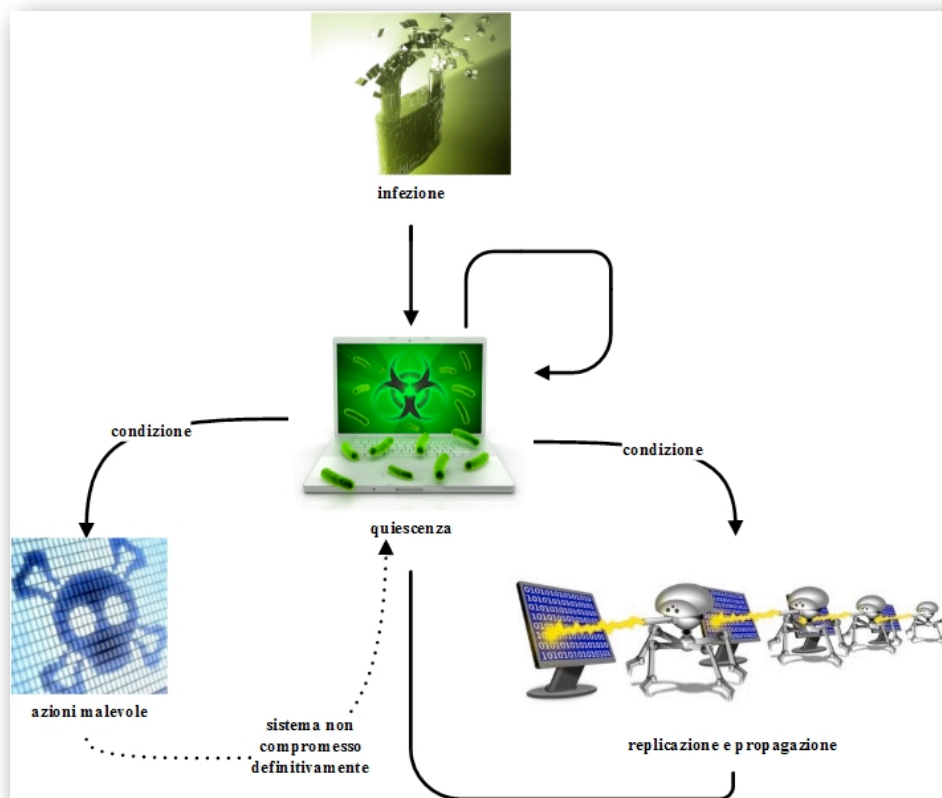 infezione
condizione
condizione
quiescenza
azioni malevole
sistema non
compromesso
definitivamente
replicazione e propagazione